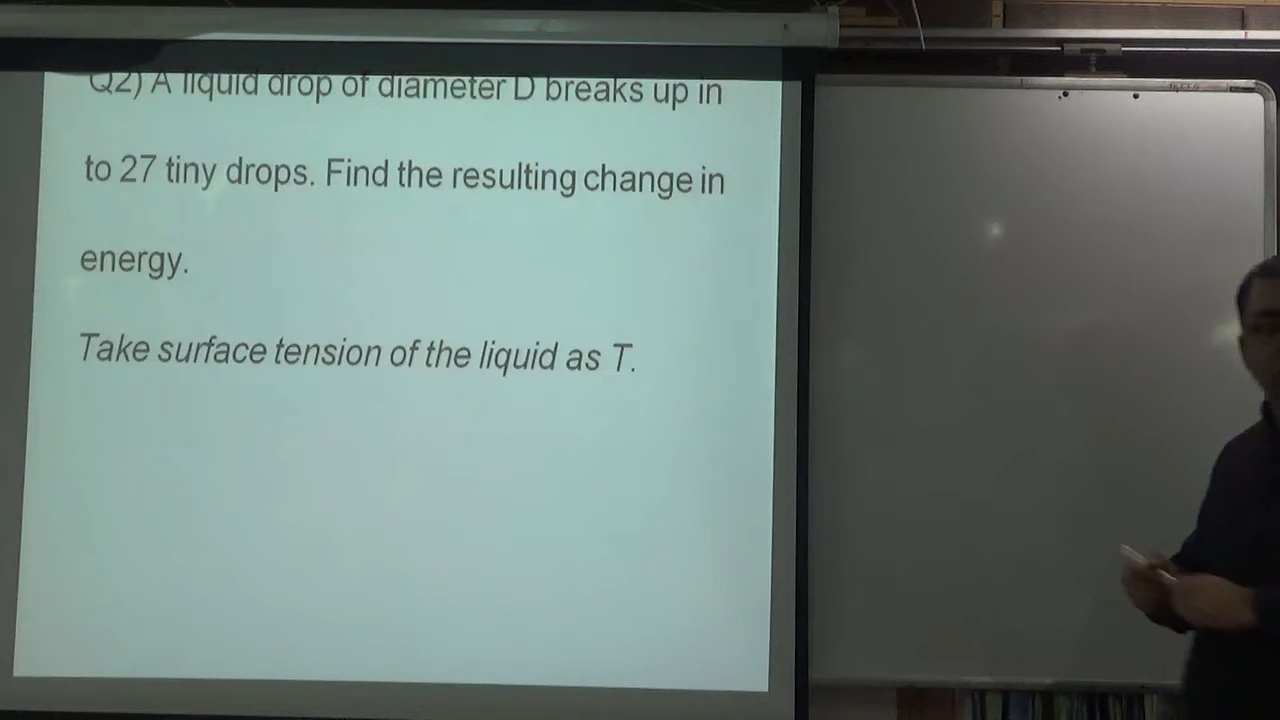 Q2) A liquid drop of diameter D breaks up in
to 27 tiny drops. Find the resulting change in
energy.
Take surface tension of the liquid as T.